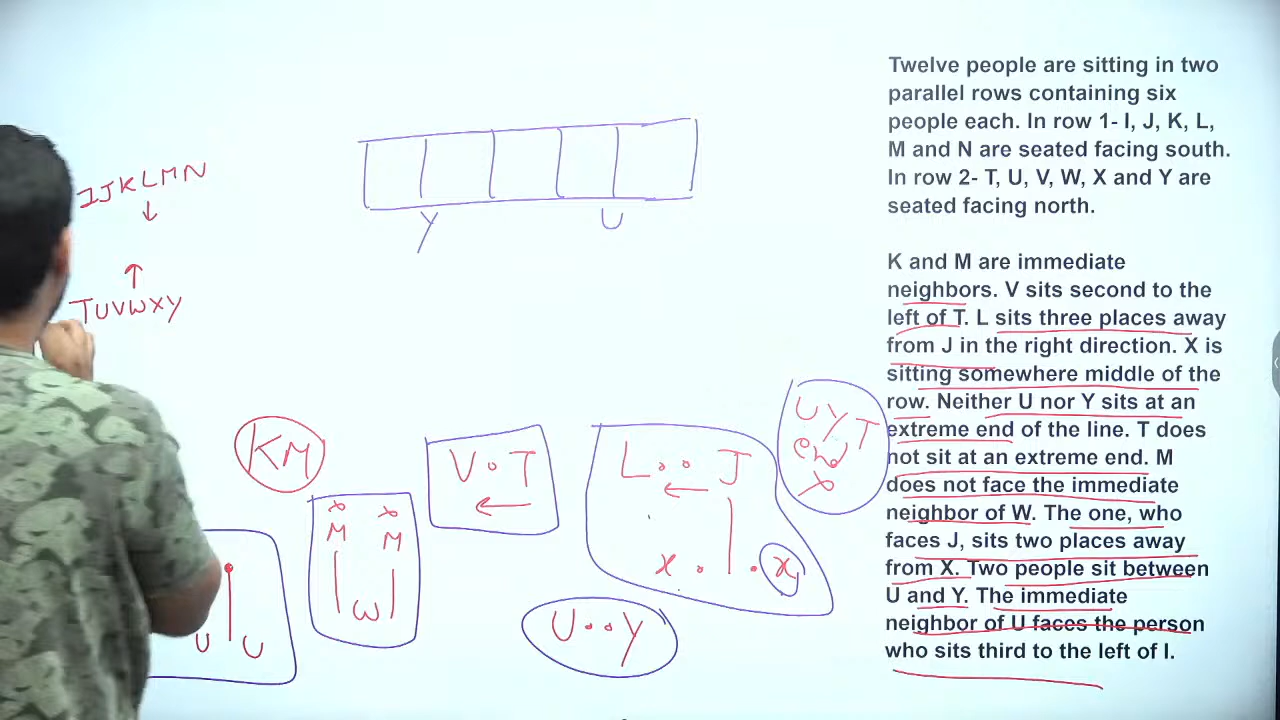 Twelve people are sitting in two
parallel rows containing six
people each. In row 1- I, J, K, L,
M and N are seated facing south.
In row 2- T, U, V, W, X and Y are
seated facing north.
K and M are immediate
neighbors. V sits second to the
left of T. L sits three places away
from J in the right direction. X is
sitting somewhere middle of the
row. Neither U nor Y sits at an
extreme end of the line. T does
not sit at an extreme end. M
does not face the immediate
neighbor of W. The one, who
faces J, sits two places away
from X. Two people sit between
U and Y. The immediate
neighbor of U faces the person
who sits third to the left of I.
IJKLMN
TUVWXY
Y U
KM
V T
L J
x x
UYT
end
M M
W
U Y
U U